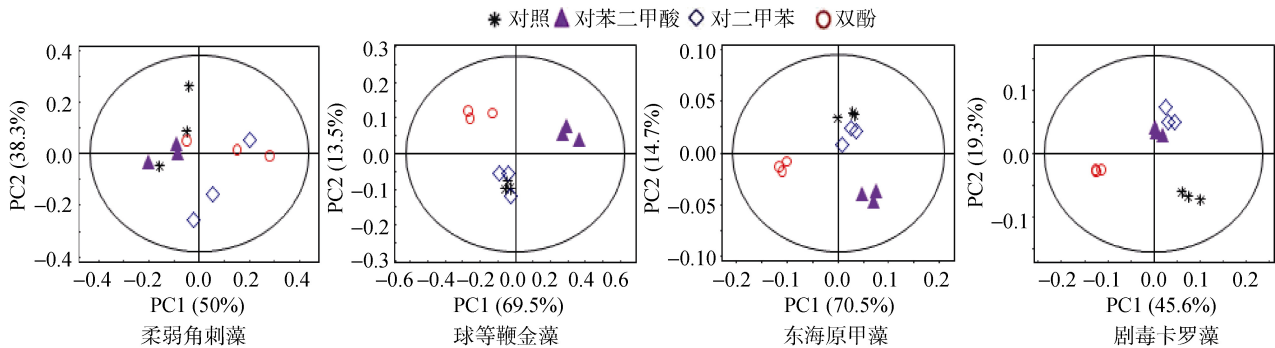 对照 对苯二甲酸 对二甲苯 双酚
PC2 (38.3%)
0.4
0.2
0.0
−0.2
−0.4
−0.4 −0.2 0.0 0.2 0.4
PC1 (50%)
柔弱角刺藻
PC2 (13.5%)
0.3
0.2
0.1
0.0
−0.1
−0.2
−0.3
−0.6 −0.4 −0.2 0.0 0.2 0.4 0.6
PC1 (69.5%)
球等鞭金藻
PC2 (14.7%)
0.10
0.05
0.00
−0.05
−0.10
−0.2 −0.1 0.0 0.1 0.2
PC1 (70.5%)
东海原甲藻
PC2 (19.3%)
0.1
0.0
−0.1
−0.2 −0.1 0.0 0.1 0.2
PC1 (45.6%)
剧毒卡罗藻